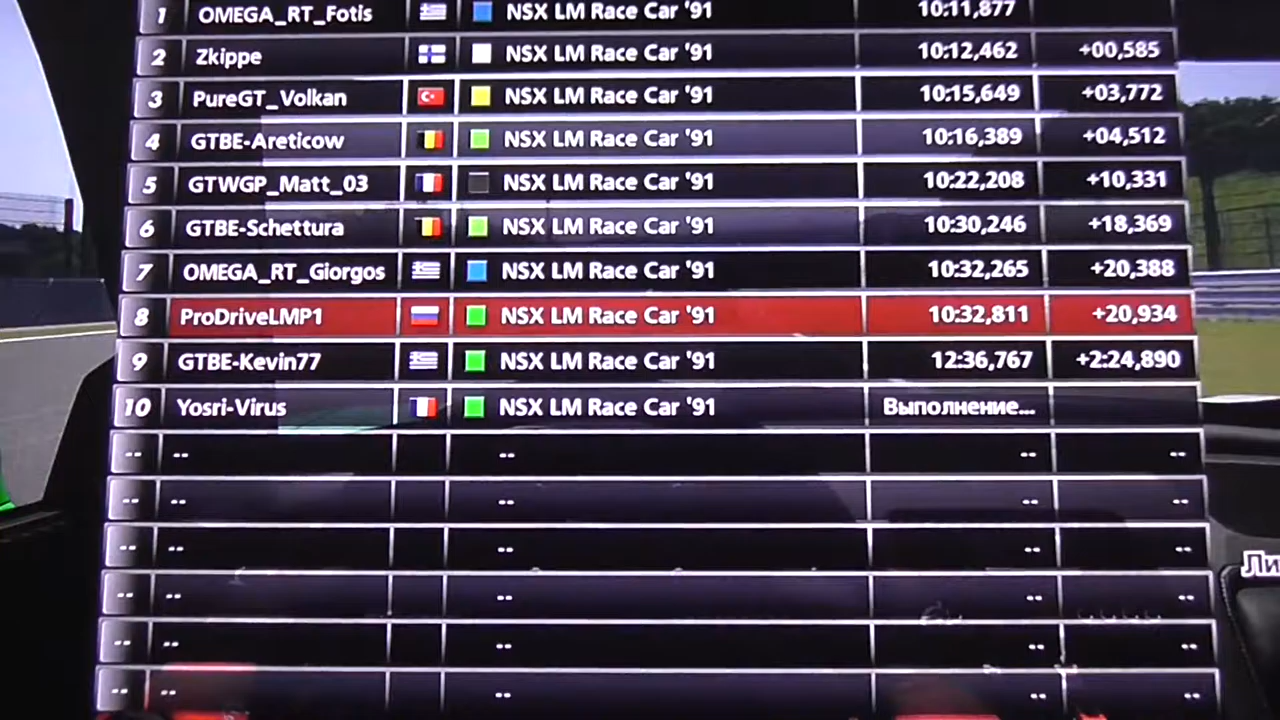 1 OMEGA_RT_Fotis NSX LM Race Car '91 10:11,877
2 Zkippe NSX LM Race Car '91 10:12,462 +00,585
3 PureGT_Volkan NSX LM Race Car '91 10:15,649 +03,772
4 GTBE-Areticow NSX LM Race Car '91 10:16,389 +04,512
5 GTWGP_Matt_03 NSX LM Race Car '91 10:22,208 +10,331
6 GTBE-Schettura NSX LM Race Car '91 10:30,246 +18,369
7 OMEGA_RT_Giorgos NSX LM Race Car '91 10:32,265 +20,388
8 ProDriveLMP1 NSX LM Race Car '91 10:32,811 +20,934
9 GTBE-Kevin77 NSX LM Race Car '91 12:36,767 +2:24,890
10 Yosri-Virus NSX LM Race Car '91 Выполнение...
-- -- -- -- --
-- -- -- -- --
-- -- -- -- --
-- -- -- -- --
-- -- -- --
-- -- -- -- --